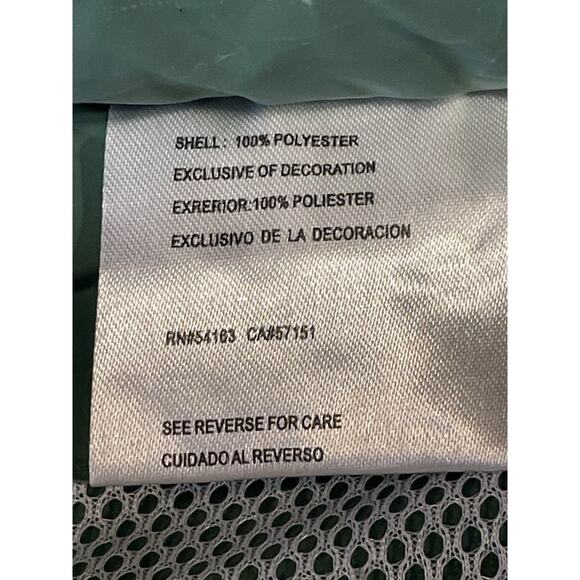 SHELL: 100% POLYESTER
EXCLUSIVE OF DECORATION
EXRERIOR:100% POLIESTER
EXCLUSIVO DE LA DECORACION
RN#54163 CA#57151
SEE REVERSE FOR CARE
CUIDADO AL REVERSO